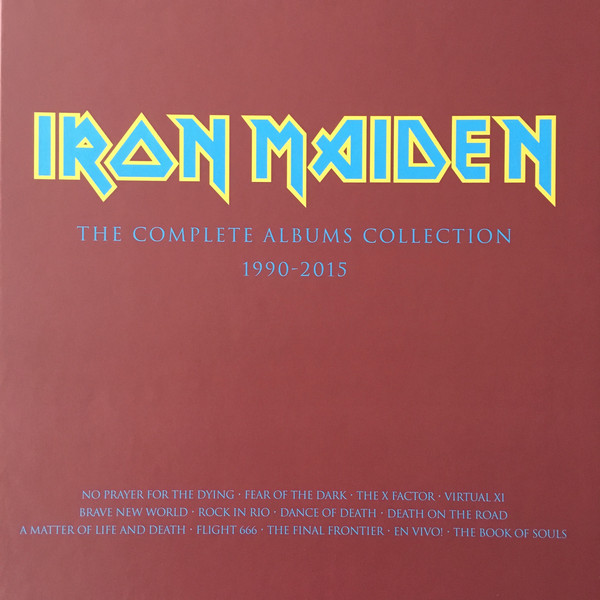 IRON MAIDEN
THE COMPLETE ALBUMS COLLECTION
1990-2015
NO PRAYER FOR THE DYING · FEAR OF THE DARK · THE X FACTOR · VIRTUAL XI
BRAVE NEW WORLD · ROCK IN RIO · DANCE OF DEATH · DEATH ON THE ROAD
A MATTER OF LIFE AND DEATH · FLIGHT 666 · THE FINAL FRONTIER · EN VIVO! · THE BOOK OF SOULS